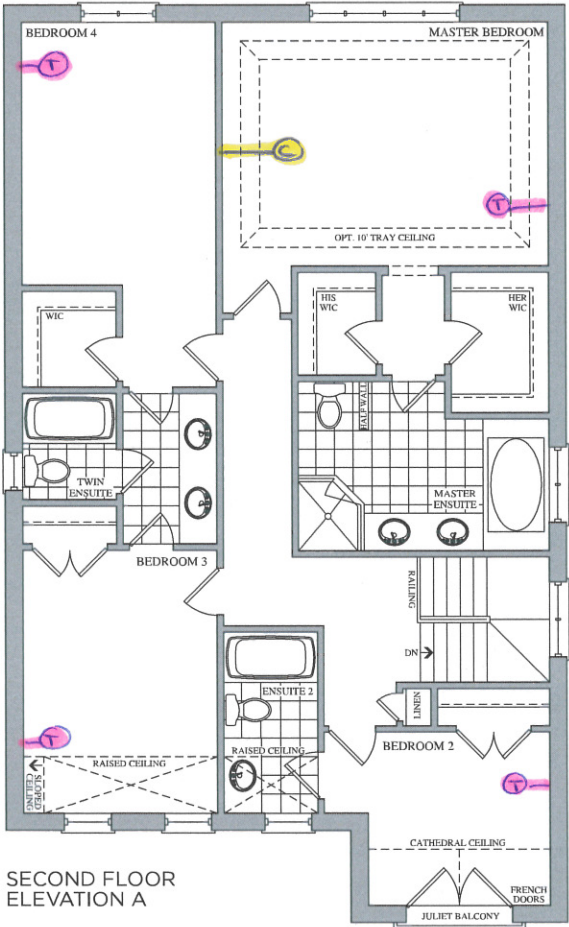 BEDROOM 4
MASTER BEDROOM
T
C
T
OPT. 10' TRAY CEILING
WIC
HIS
WIC
HER
WIC
HALFWALL
TWIN
ENSUITE
MASTER
ENSUITE
BEDROOM 3
RAILING
DN
ENSUITE 2
LINEN
T
RAISED CEILING
RAISED CEILING
BEDROOM 2
SLOPED
CEILING
T
CATHEDRAL CEILING
FRENCH
DOORS
JULIET BALCONY
SECOND FLOOR
ELEVATION A